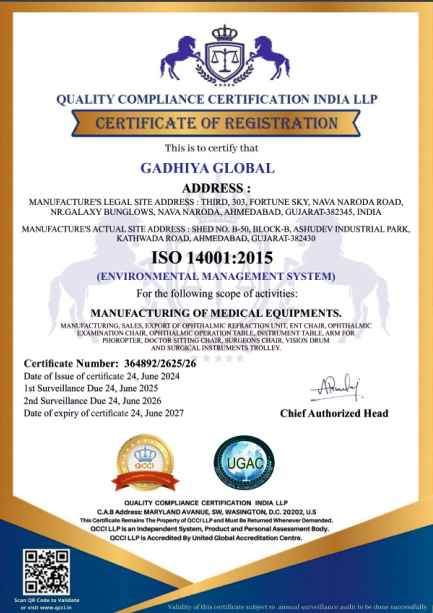 QUALITY COMPLIANCE CERTIFICATION INDIA LLP
CERTIFICATE OF REGISTRATION
This is to certify that
GADHIYA GLOBAL
ADDRESS :
MANUFACTURE'S LEGAL SITE ADDRESS : THIRD, 303, FORTUNE SKY, NAVA NARODA ROAD,
NR.GALAXY BUNGLOWS, NAVA NARODA, AHMEDABAD, GUJARAT-382345, INDIA
MANUFACTURE'S ACTUAL SITE ADDRESS : SHED NO. B-50, BLOCK-B, ASHUDEV INDUSTRIAL PARK,
KATHWADA ROAD, AHMEDABAD, GUJARAT-382430
ISO 14001:2015
(ENVIRONMENTAL MANAGEMENT SYSTEM)
For the following scope of activities:
MANUFACTURING OF MEDICAL EQUIPMENTS.
MANUFACTURING, SALES, EXPORT OF OPHTHALMIC REFRACTION UNIT, ENT CHAIR, OPHTHALMIC
EXAMINATION CHAIR, OPHTHALMIC OPERATION TABLE, INSTRUMENT TABLE, ARM FOR
PHOROPTER, DOCTOR SITTING CHAIR, SURGEONS CHAIR, VISION DRUM
AND SURGICAL INSTRUMENTS TROLLEY.
Certificate Number: 364892/2625/26
Date of Issue of certificate 24, June 2024
1st Surveillance Due 24, June 2025
2nd Surveillance Due 24, June 2026
Date of expiry of certificate 24, June 2027
Chief Authorized Head
QCCI
UGAC
QUALITY COMPLIANCE CERTIFICATION INDIA LLP
C.A.B Address: MARYLAND AVANUE, SW, WASINGTON, D.C. 20202, U.S
This Certificate Remains The Property of QCCI LLP and Must Be Returned Whenever Demanded.
QCCI LLP is an Independent System, Product and Personal Assessment Body.
QCCI LLP is Accredited By United Global Accreditation Centre.
Scan QR Code to Validate
or visit www.qcci.in
Validity of this certificate subject to annual surveillance audit to be done successfully.